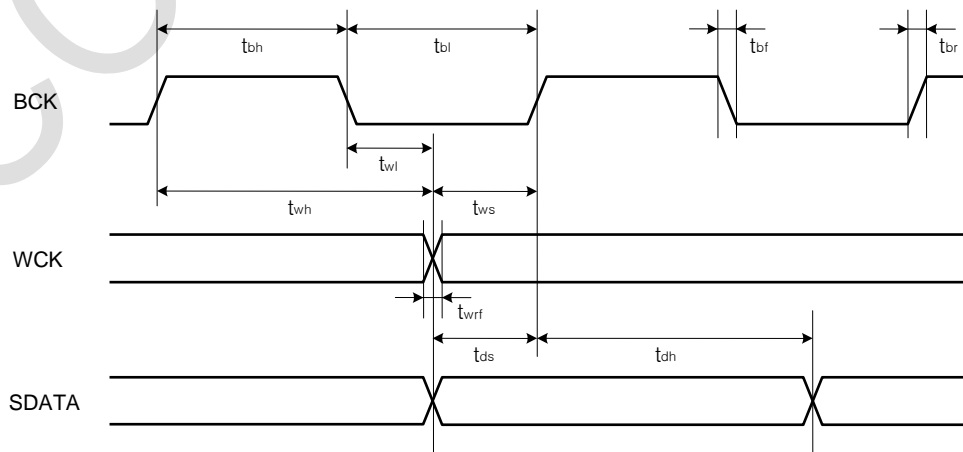 tbh tbl tbf tbr
BCK
twl
twh tws
WCK
twrf
tds tdh
SDATA